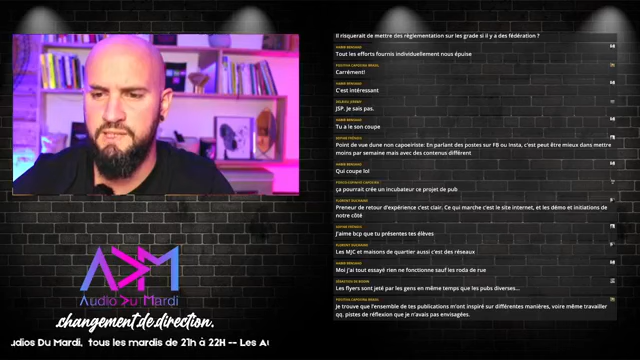 Il risquerait de mettre des règlementation sur les grade si il y a des fédération ?
Tout les efforts fournis individuellement nous épuise
Carrément!
C'est intéressant
JSP. Je sais pas.
Tu a le son coupe
Point de vue dune non capoeiriste: En parlant des postes sur FB ou Insta, c'est peut être mieux dans mettre
moins par semaine mais avec des contenus différent
Qui coupe lol
ça pourrait crée un incubateur ce projet de pub
Preneur de retour d'expérience c'est clair. Ce qui marche c'est le site internet, et les démo et initiations de
notre côté
J'aime bcp que tu présentes tes élèves
Les MJC et maisons de quartier aussi c'est des réseaux
Moi j'ai tout essayé rien ne fonctionne sauf les roda de rue
Les flyers sont jeté par les gens en même temps que les pubs diverses...
Je trouve que l'ensemble de tes publications m'ont inspiré sur différentes manières, voire même travailler
qq. pistes de réflexion que je n'avais pas envisagées.
ADM
Audio Du Mardi
.changement de direction.
udios Du Mardi, tous les mardis de 21h à 22H -- Les Au